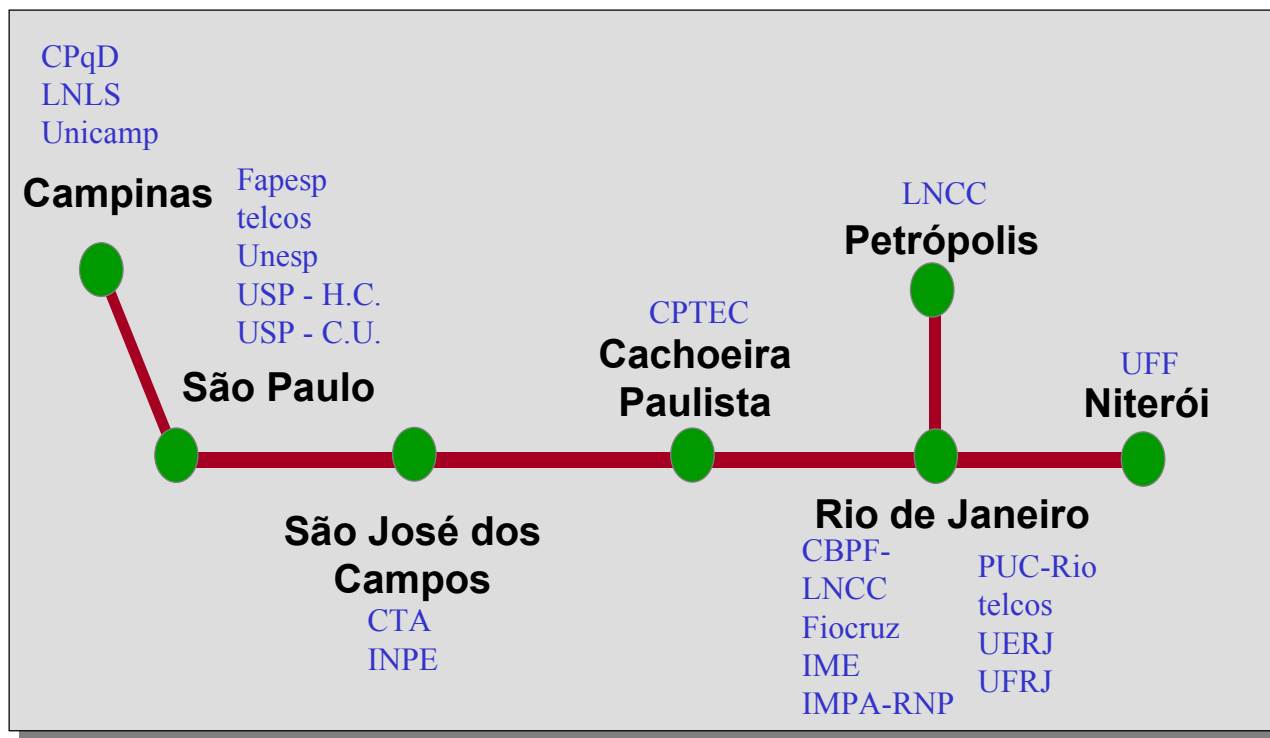 CPqD
LNLS
Unicamp
Campinas
Fapesp
telcos
Unesp
USP - H.C.
USP - C.U.
São Paulo
São José dos
Campos
CTA
INPE
CPTEC
Cachoeira
Paulista
LNCC
Petrópolis
UFF
Niterói
Rio de Janeiro
CBPF-
LNCC
Fiocruz
IME
IMPA-RNP
PUC-Rio
telcos
UERJ
UFRJ